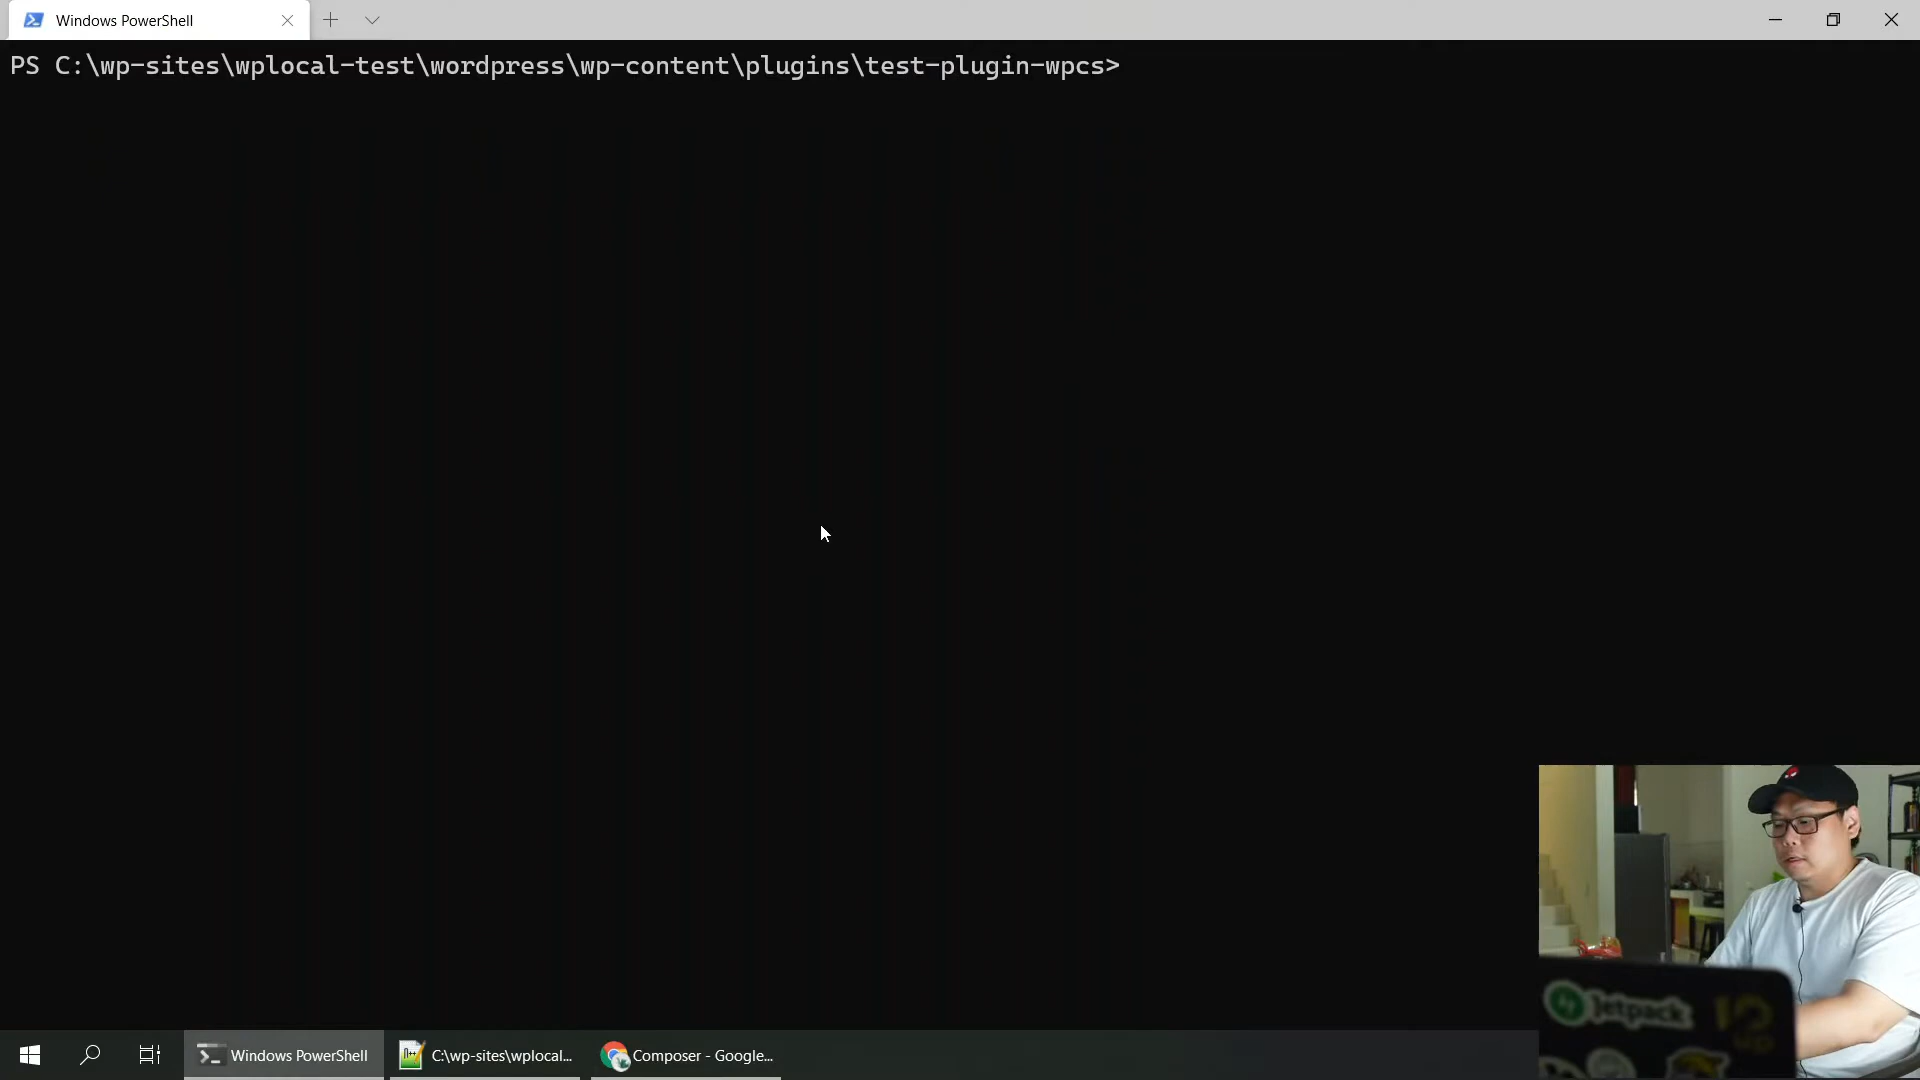 Windows PowerShell
PS C:\wp-sites\wplocal-test\wordpress\wp-content\plugins\test-plugin-wpcs>
Jetpack
Windows PowerShell
C:\wp-sites\wplocal...
Composer - Google...